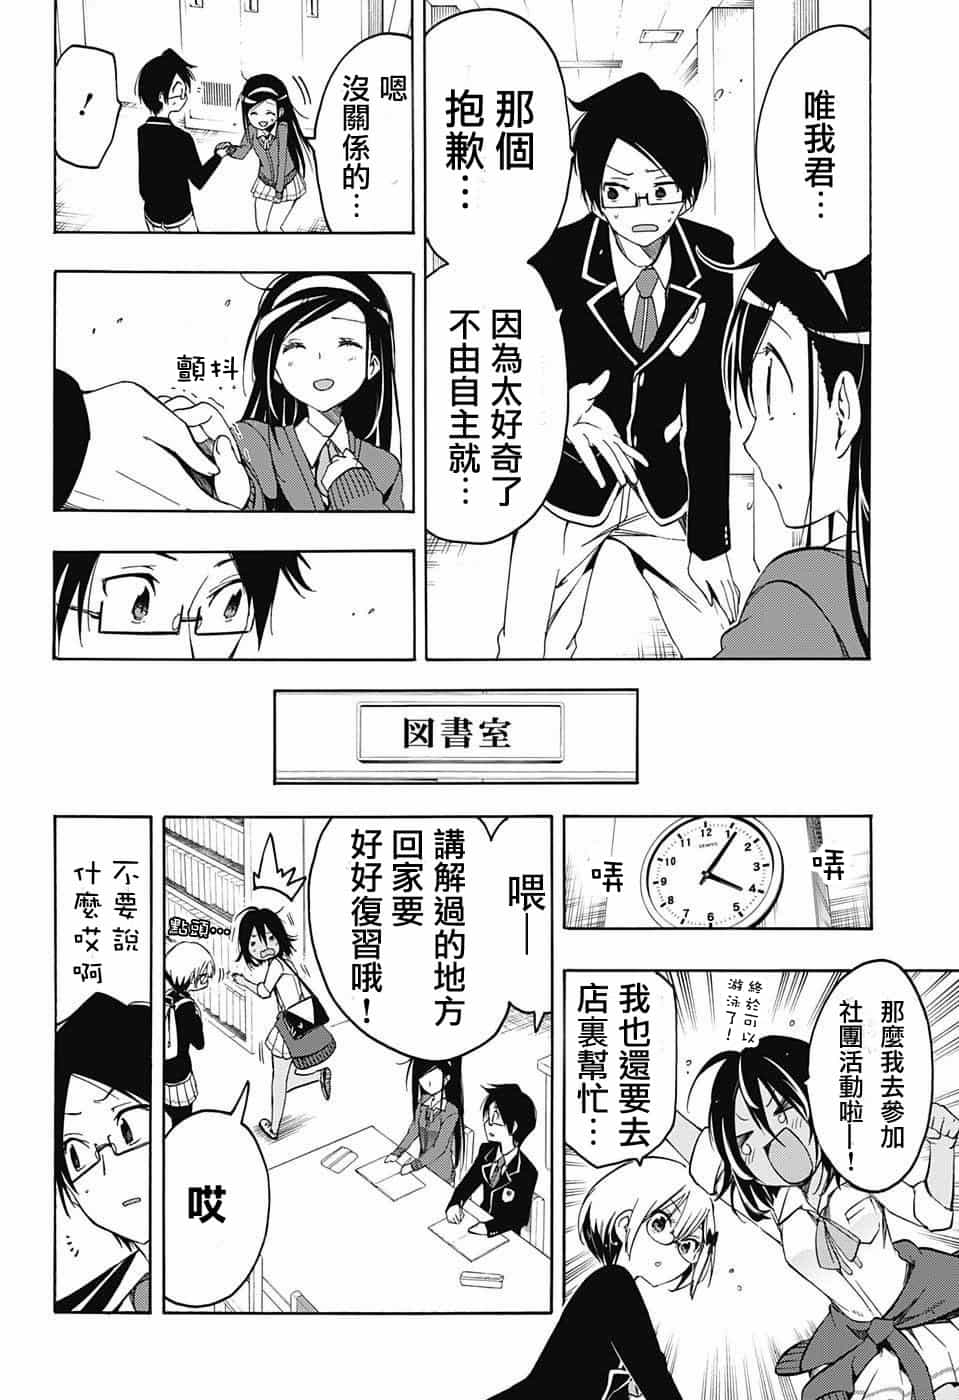 唯我君…
那個
抱歉…
因為太好奇了
不由自主就…
嗯
沒關係的…
！
顫抖
図書室
弄
弄
那麼我去參加
社團活動啦—！
終於可以
游泳了！
我也還要去
店裏幫忙…
喂—
講解過的地方
回家要
好好復習哦！
點頭…
哎
不要說
什麼哎啊